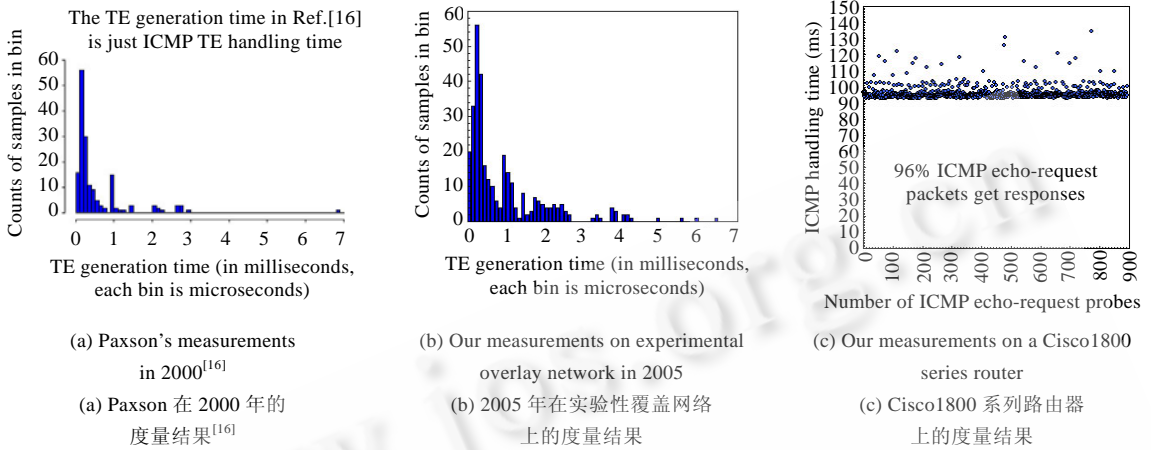 The TE generation time in Ref.[16]
is just ICMP TE handling time
Counts of samples in bin
60
50
40
30
20
10
0
0 1 2 3 4 5 6 7
TE generation time (in milliseconds,
each bin is microseconds)
(a) Paxson's measurements
in 2000[16]
(a) Paxson 在 2000 年的
度量结果[16]
Counts of samples in bin
60
50
40
30
20
10
0
0 1 2 3 4 5 6 7
TE generation time (in milliseconds,
each bin is microseconds)
(b) Our measurements on experimental
overlay network in 2005
(b) 2005 年在实验性覆盖网络
上的度量结果
ICMP handling time (ms)
150
140
130
120
110
100
90
80
70
60
50
40
30
20
10
0
96% ICMP echo-request
packets get responses
0 100 200 300 400 500 600 700 800 900
Number of ICMP echo-request probes
(c) Our measurements on a Cisco1800
series router
(c) Cisco1800 系列路由器
上的度量结果